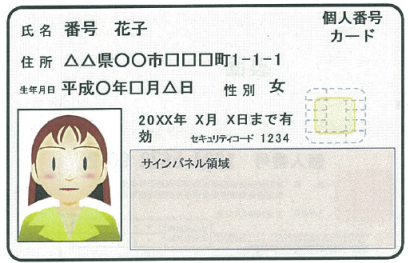 氏名 番号 花子
個人番号
カード
住所 △△県〇〇市□□□町1-1-1
生年月日 平成〇年□月△日 性別 女
20XX年 X月 X日まで有
効 セキュリティコード 1234
サインパネル領域